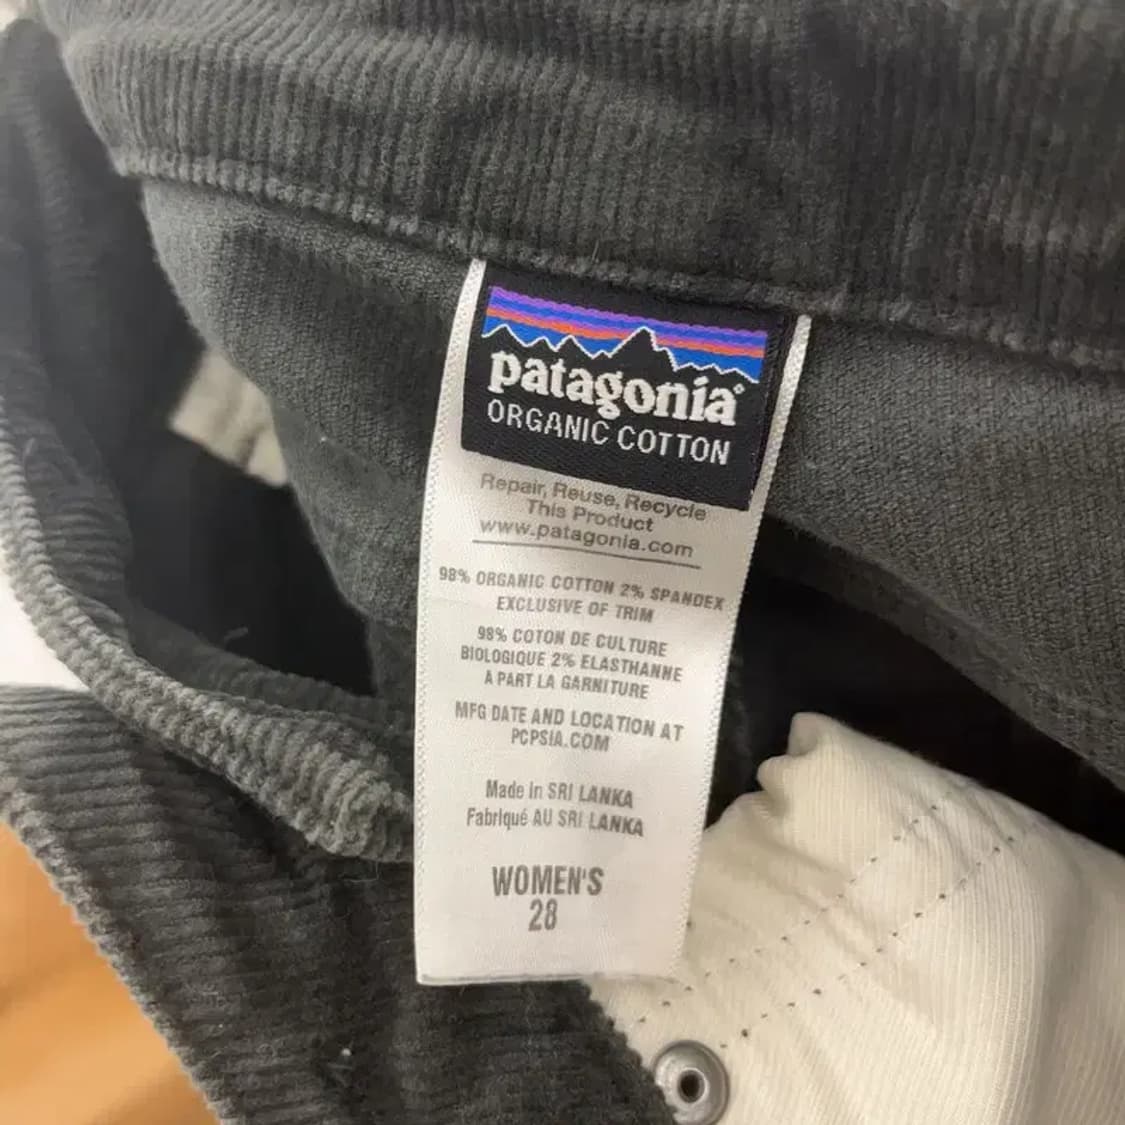 patagonia®
ORGANIC COTTON
Repair, Reuse, Recycle
This Product
www.patagonia.com
98% ORGANIC COTTON 2% SPANDEX
EXCLUSIVE OF TRIM
98% COTON DE CULTURE
BIOLOGIQUE 2% ELASTHANNE
À PART LA GARNITURE
MFG DATE AND LOCATION AT
PCPSIA.COM
Made in SRI LANKA
Fabriqué AU SRI LANKA
WOMEN'S
28